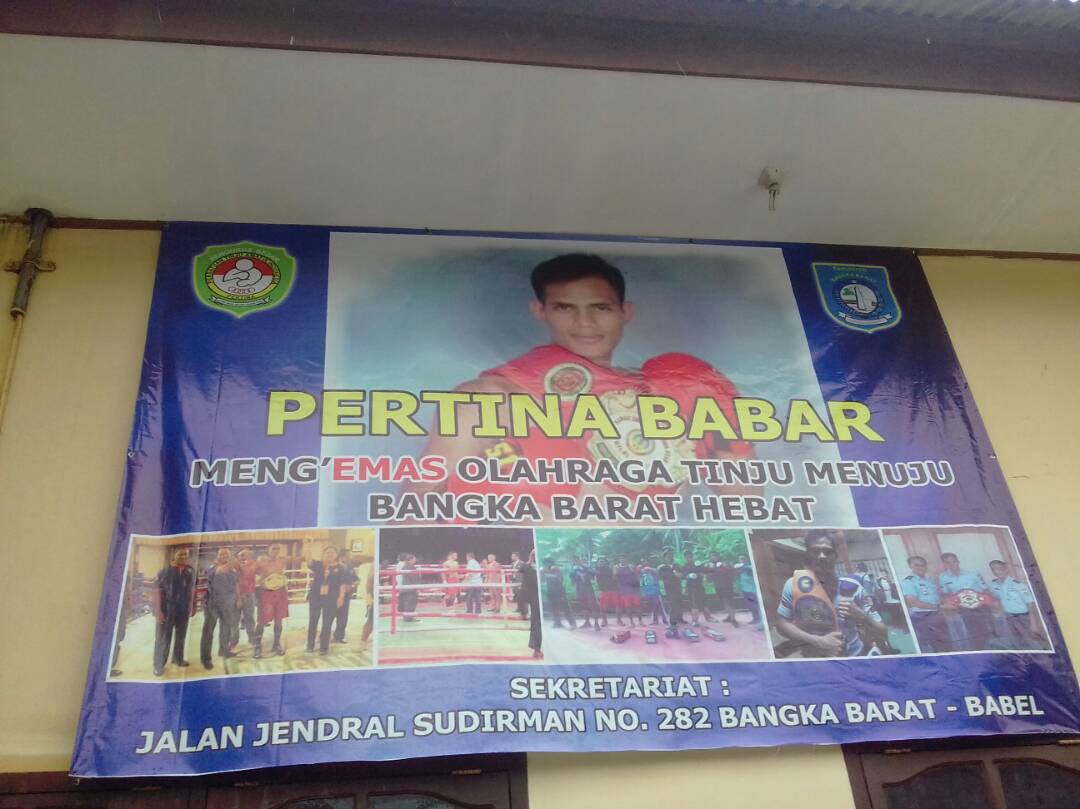 PERTINA
PERTINA BABAR
MENG'EMAS OLAHRAGA TINJU MENUJU
BANGKA BARAT HEBAT
SEKRETARIAT :
JALAN JENDRAL SUDIRMAN NO. 282 BANGKA BARAT - BABEL